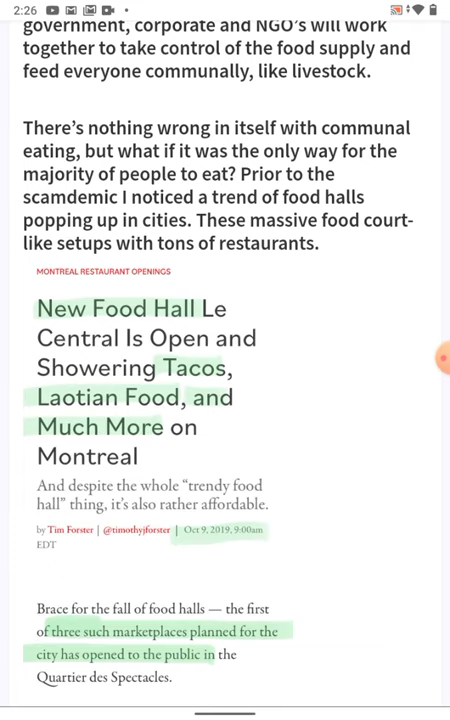 2:26
government, corporate and NGO's will work
together to take control of the food supply and
feed everyone communally, like livestock.
There's nothing wrong in itself with communal
eating, but what if it was the only way for the
majority of people to eat? Prior to the
scamdemic I noticed a trend of food halls
popping up in cities. These massive food court-
like setups with tons of restaurants.
MONTREAL RESTAURANT OPENINGS
New Food Hall Le
Central Is Open and
Showering Tacos,
Laotian Food, and
Much More on
Montreal
And despite the whole “trendy food
hall” thing, it's also rather affordable.
by Tim Forster | @timothyjforster | Oct 9, 2019, 9:00am
EDT
Brace for the fall of food halls — the first
of three such marketplaces planned for the
city has opened to the public in the
Quartier des Spectacles.